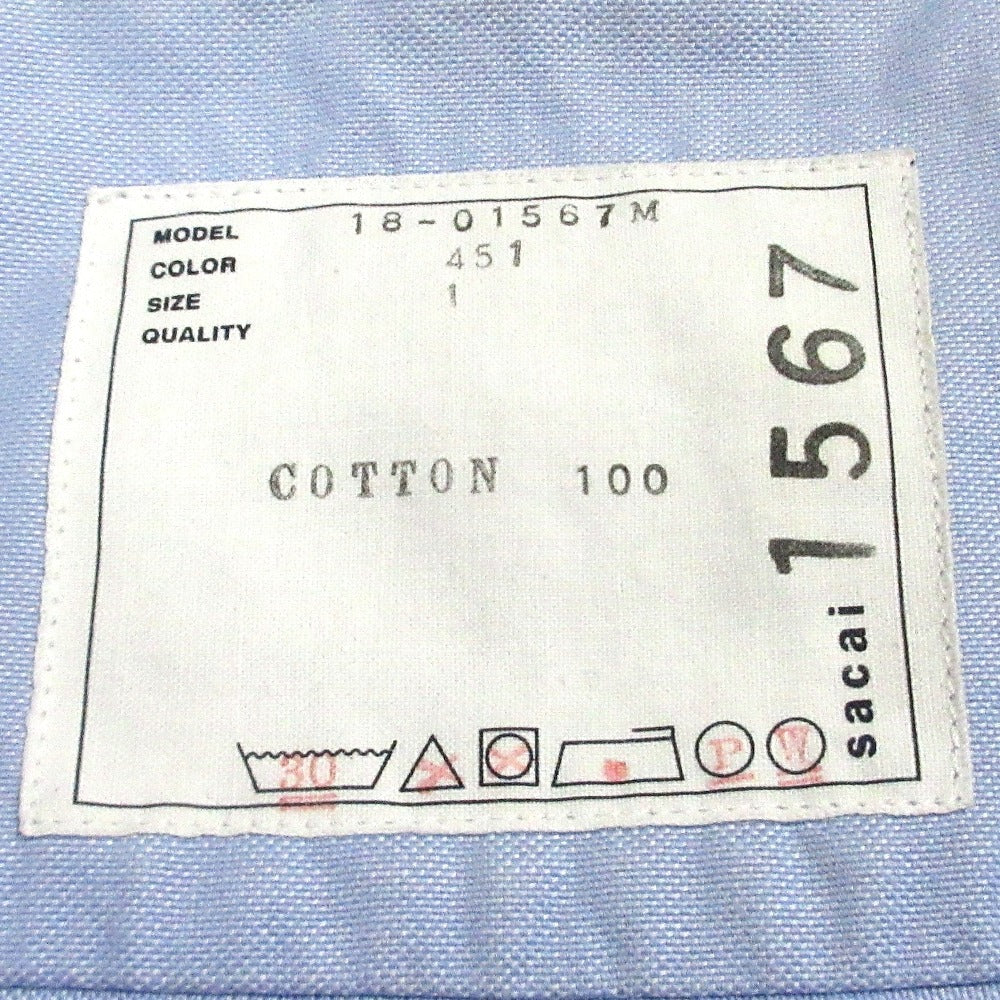 MODEL 18-01567M
COLOR 451
SIZE 1
QUALITY
COTTON 100
sacai 1567
30
P
W